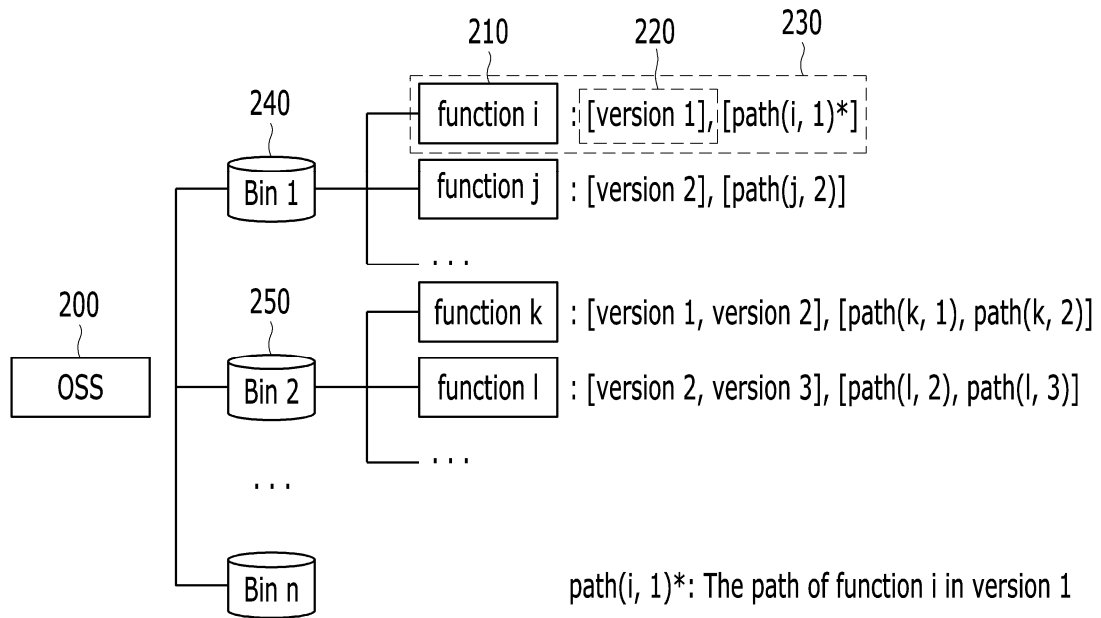 210
220
230
240
function i : [version 1], [path(i, 1)*]
Bin 1
function j : [version 2], [path(j, 2)]
. . .
200
250
function k : [version 1, version 2], [path(k, 1), path(k, 2)]
OSS
Bin 2
function l : [version 2, version 3], [path(l, 2), path(l, 3)]
. . .
. . .
Bin n
path(i, 1)*: The path of function i in version 1